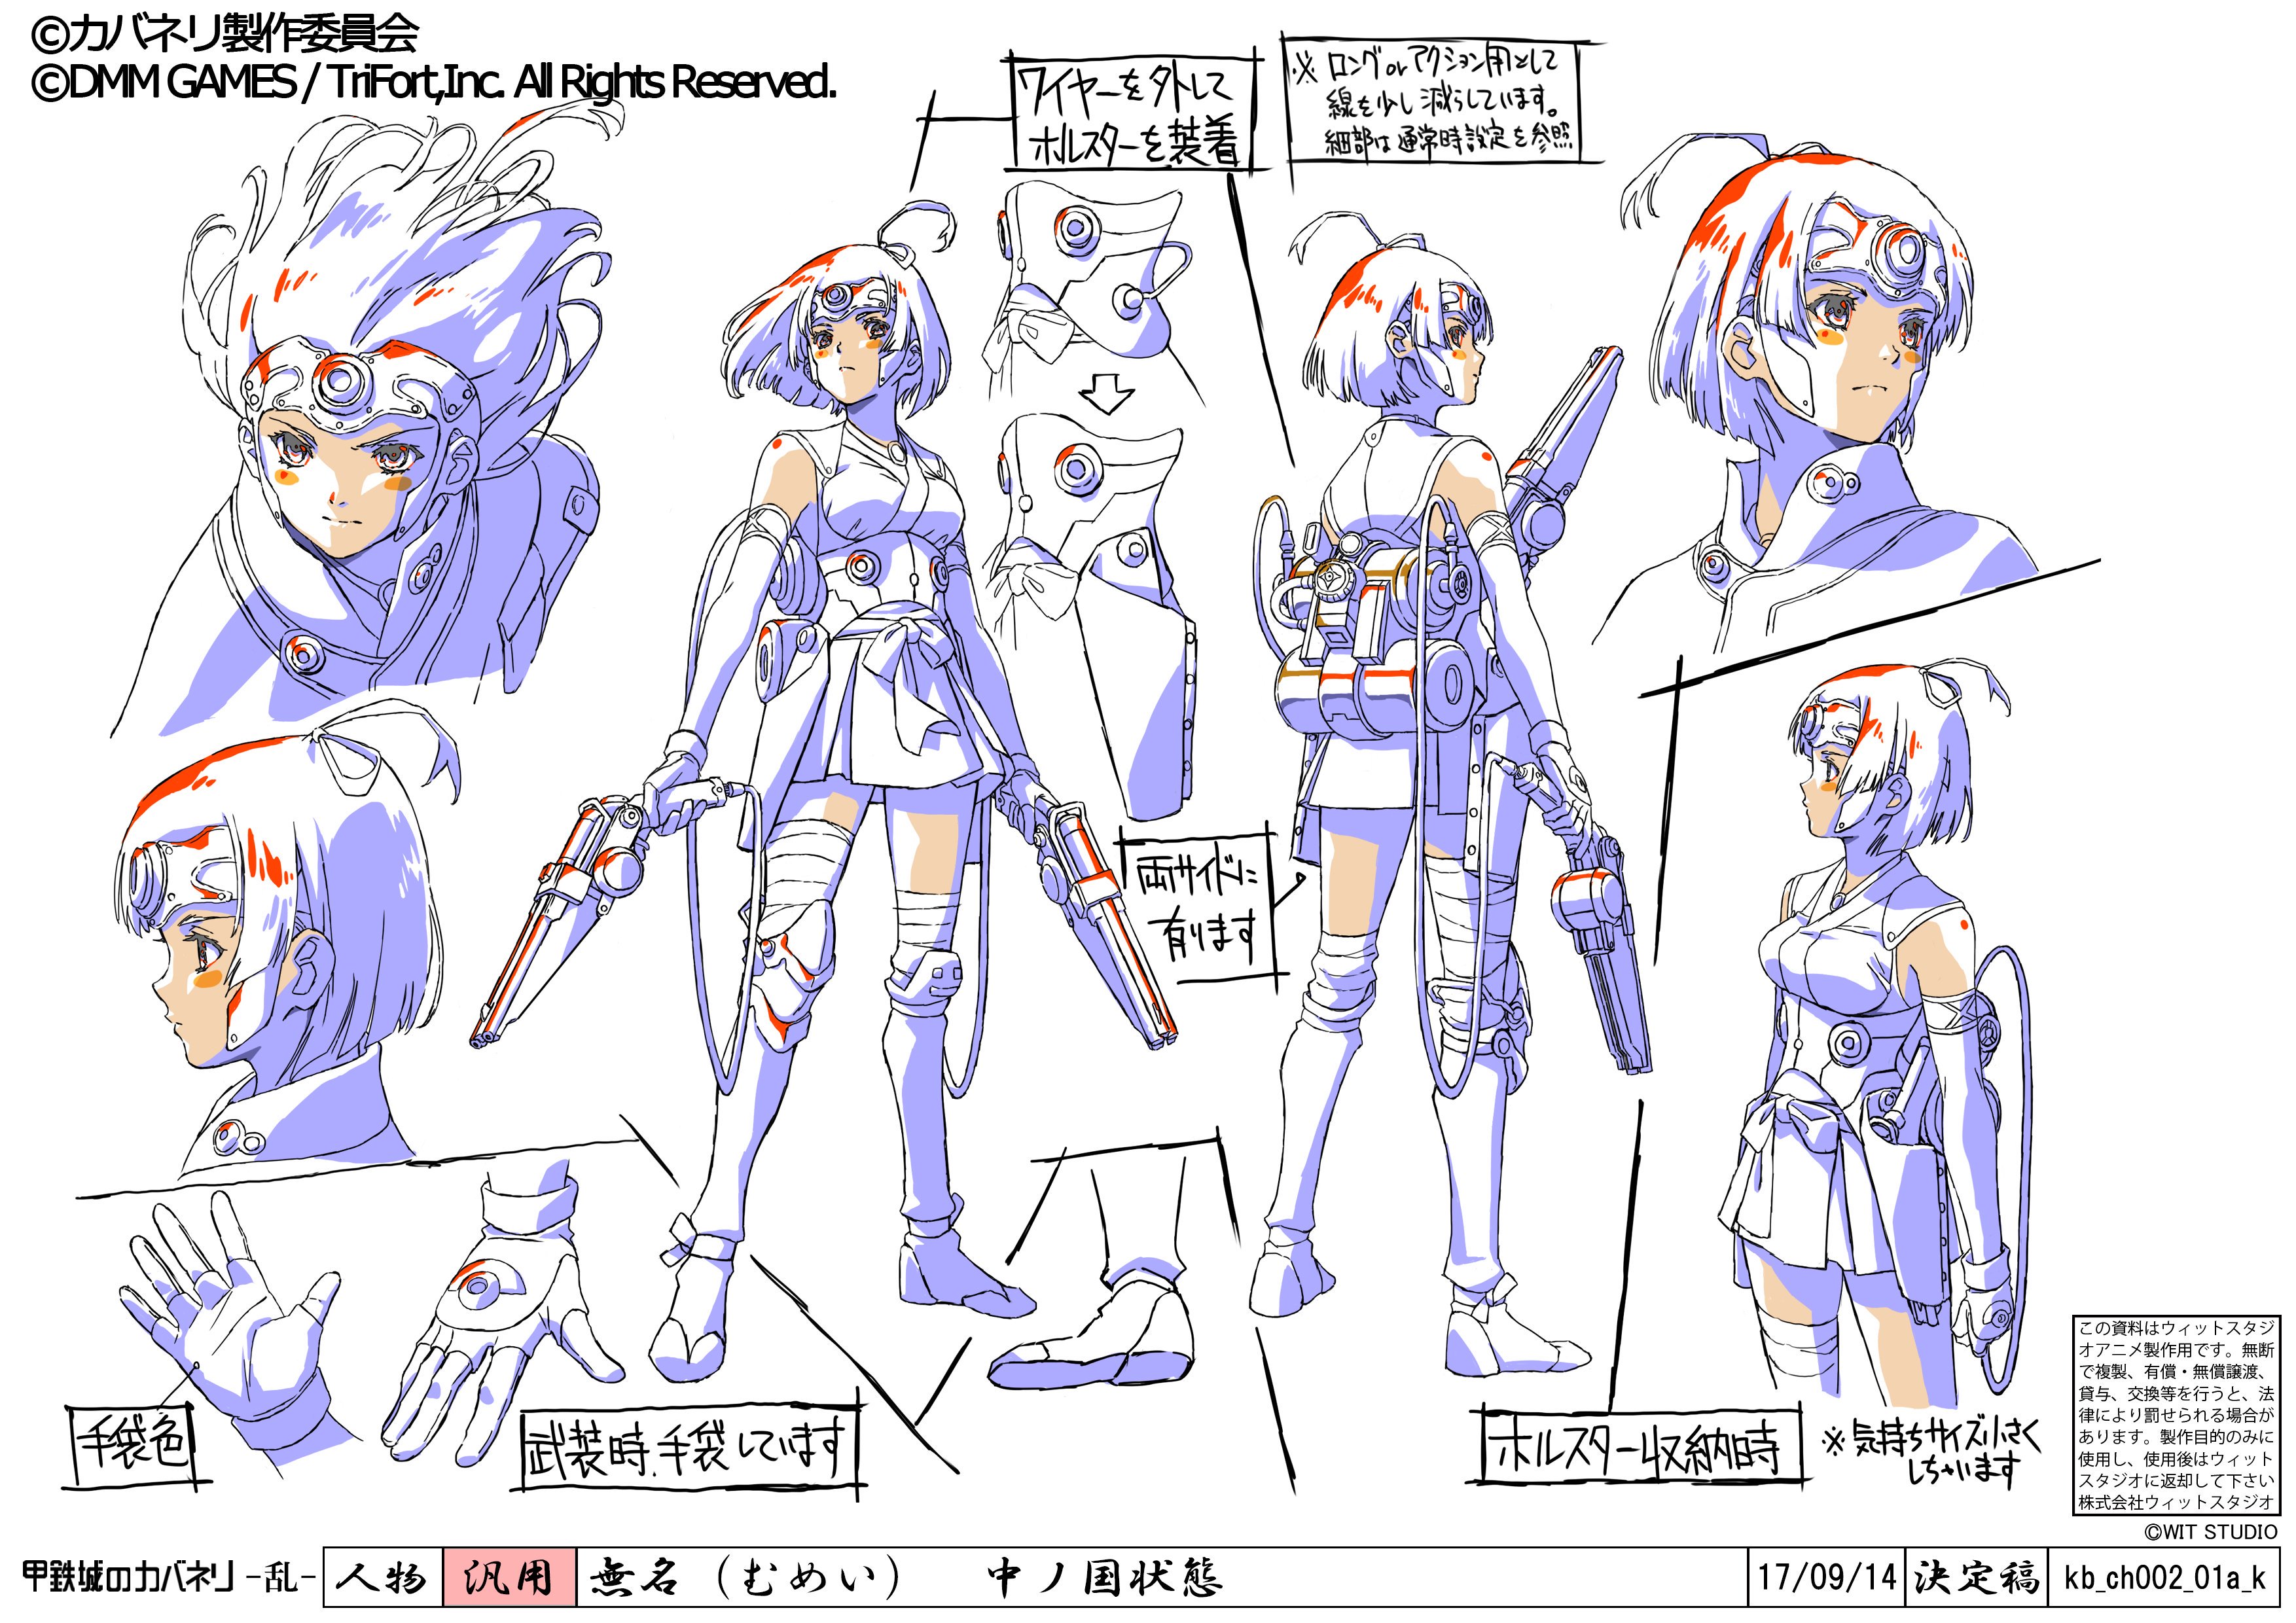 ©カバネリ製作委員会
©DMM GAMES / TriFort,Inc. All Rights Reserved.
ワイヤーを外して
ホルスターを装着
※ロングorアクション用として
線を少し減らしています。
細部は通常時設定を参照
両サイドに
有ります
手袋色
武装時、手袋しています
ホルスター収納時
※気持ちサイズ小さく
しちゃいます
この資料はウィットスタジ
オアニメ製作用です。無断
で複製、有償・無償譲渡、
貸与、交換等を行うと、法
律により罰せられる場合が
あります。製作目的のみに
使用し、使用後はウィット
スタジオに返却して下さい
株式会社ウィットスタジオ
©WIT STUDIO
甲鉄城のカバネリ -乱- 人物 汎用 無名（むめい） 中ノ国状態 17/09/14 決定稿 kb_ch002_01a_k